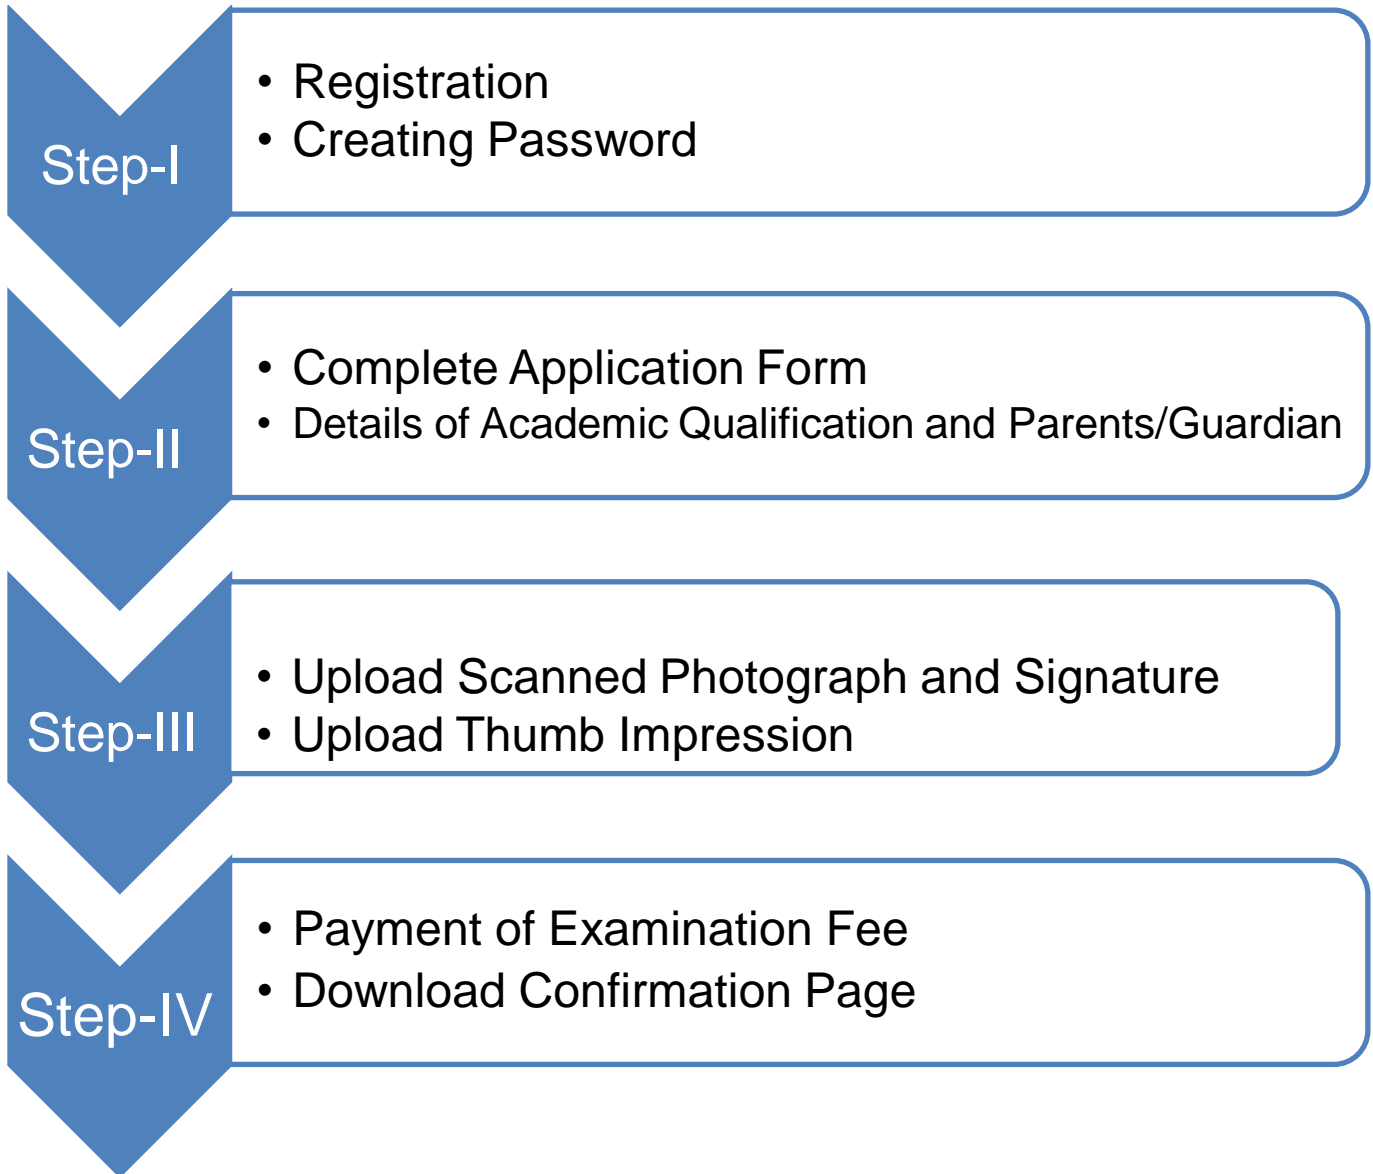 Step-I
• Registration
• Creating Password
Step-II
• Complete Application Form
• Details of Academic Qualification and Parents/Guardian
Step-III
• Upload Scanned Photograph and Signature
• Upload Thumb Impression
Step-IV
• Payment of Examination Fee
• Download Confirmation Page